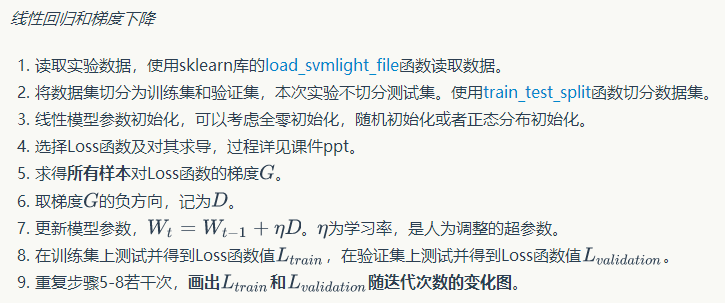 线性回归和梯度下降
1. 读取实验数据，使用sklearn库的load_svmlight_file函数读取数据。
2. 将数据集切分为训练集和验证集，本次实验不切分测试集。使用train_test_split函数切分数据集。
3. 线性模型参数初始化，可以考虑全零初始化，随机初始化或者正态分布初始化。
4. 选择Loss函数及对其求导，过程详见课件ppt。
5. 求得所有样本对Loss函数的梯度G。
6. 取梯度G的负方向，记为D。
7. 更新模型参数，W_t = W_{t-1} + ηD。η为学习率，是人为调整的超参数。
8. 在训练集上测试并得到Loss函数值L_{train}，在验证集上测试并得到Loss函数值L_{validation}。
9. 重复步骤5-8若干次，画出L_{train}和L_{validation}随迭代次数的变化图。